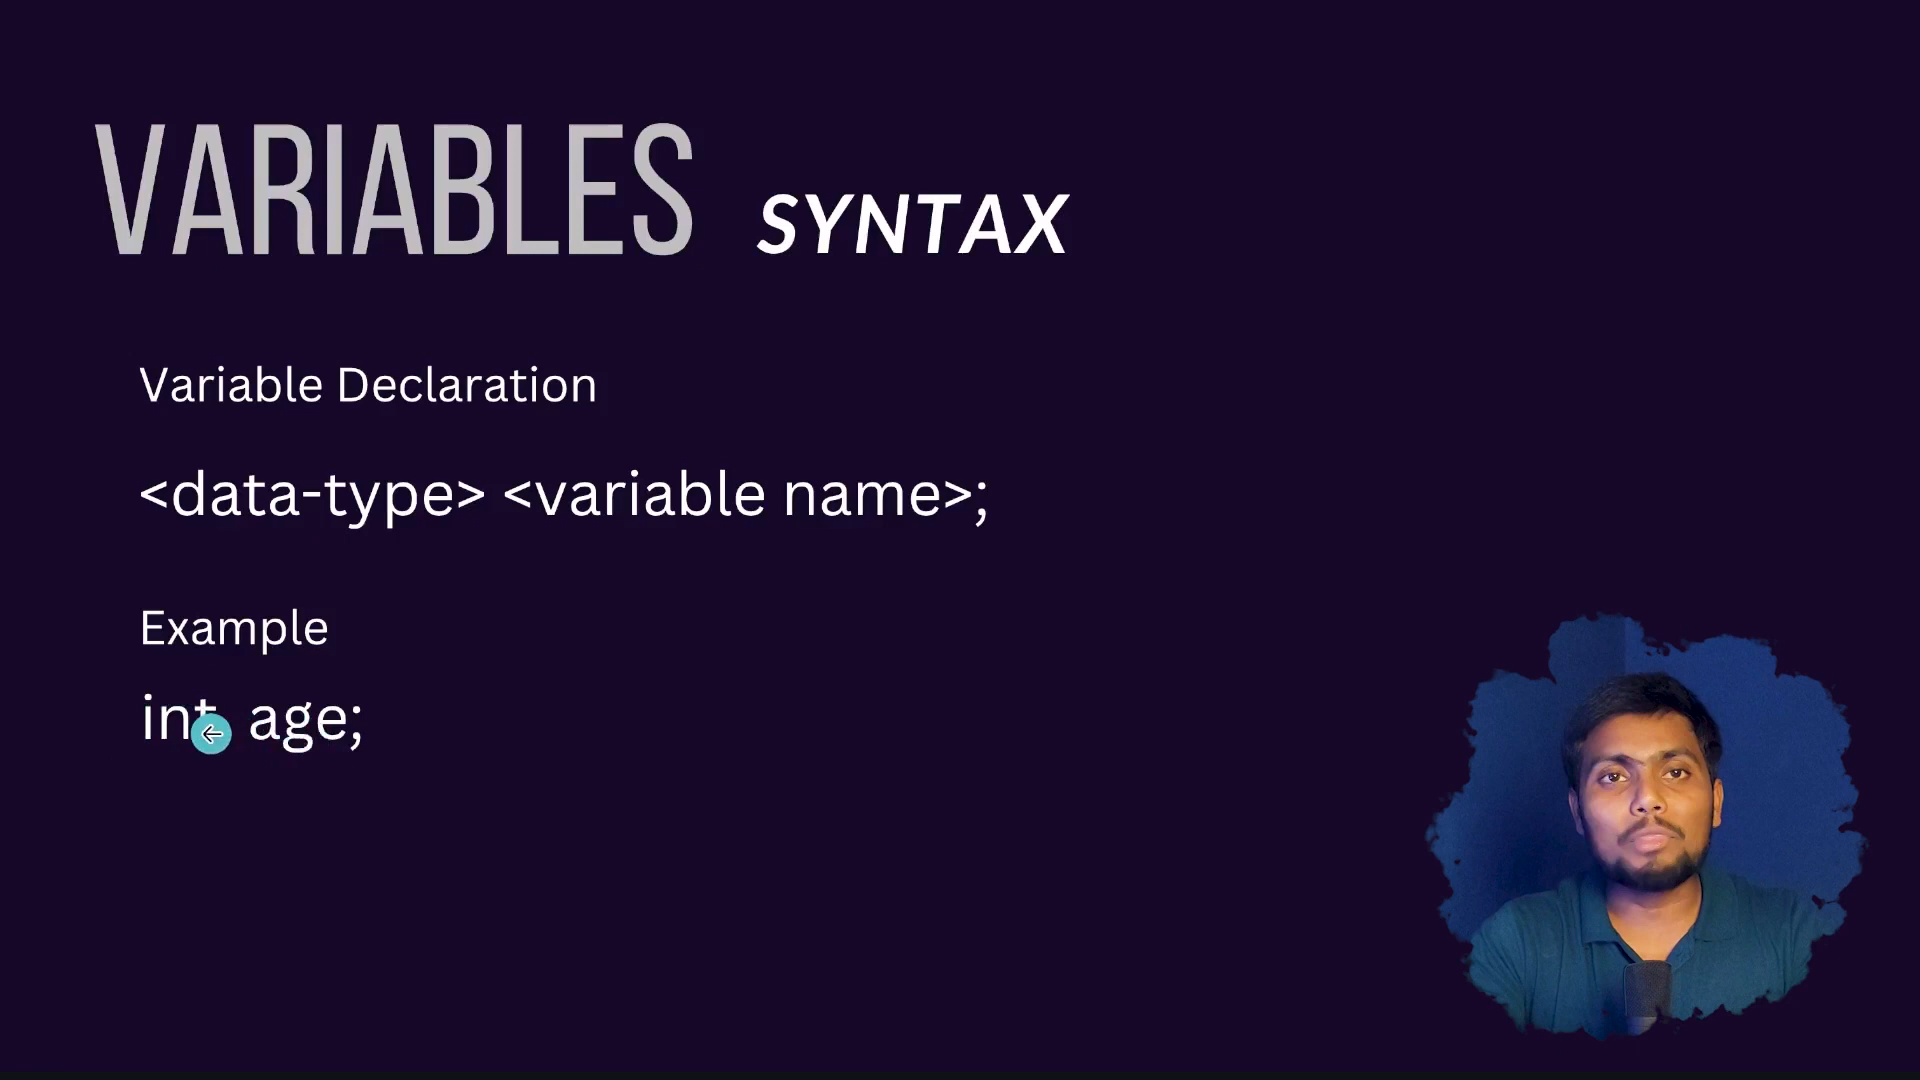 VARIABLES SYNTAX
Variable Declaration
<data-type> <variable name>;
Example
int age;